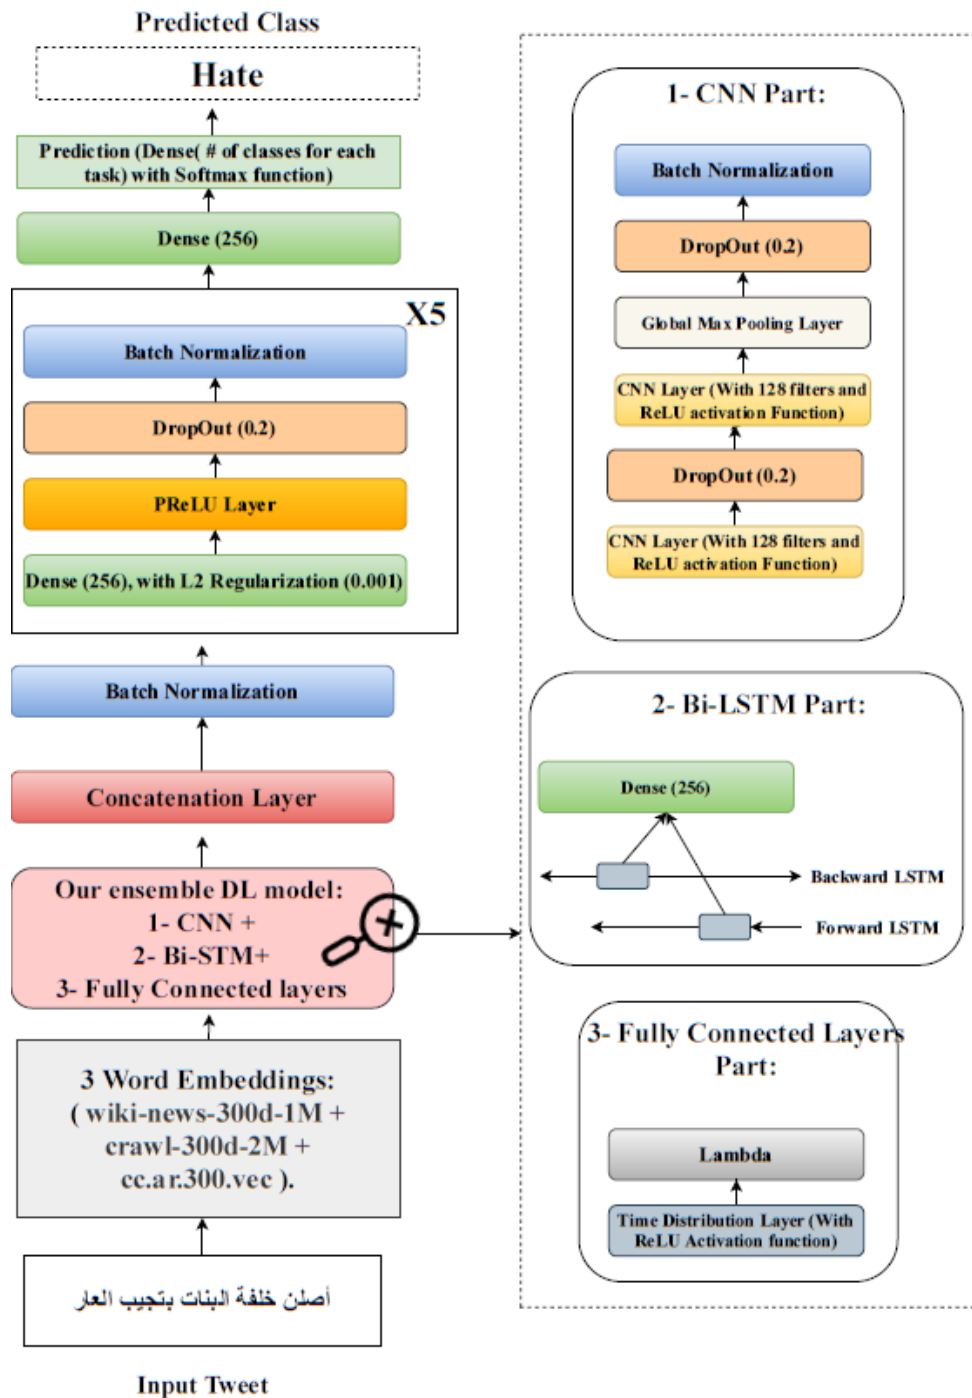 Predicted Class
Hate
Prediction (Dense( # of classes for each
task) with Softmax function)
Dense (256)
X5
Batch Normalization
DropOut (0.2)
PReLU Layer
Dense (256), with L2 Regularization (0.001)
Batch Normalization
Concatenation Layer
Our ensemble DL model:
1- CNN +
2- Bi-STM+
3- Fully Connected layers
3 Word Embeddings:
( wiki-news-300d-1M +
crawl-300d-2M +
cc.ar.300.vec ).
أصلن خلفة البنات بتجيب العار
Input Tweet
1- CNN Part:
Batch Normalization
DropOut (0.2)
Global Max Pooling Layer
CNN Layer (With 128 filters and
ReLU activation Function)
DropOut (0.2)
CNN Layer (With 128 filters and
ReLU activation Function)
2- Bi-LSTM Part:
Dense (256)
Backward LSTM
Forward LSTM
3- Fully Connected Layers
Part:
Lambda
Time Distribution Layer (With
ReLU Activation function)